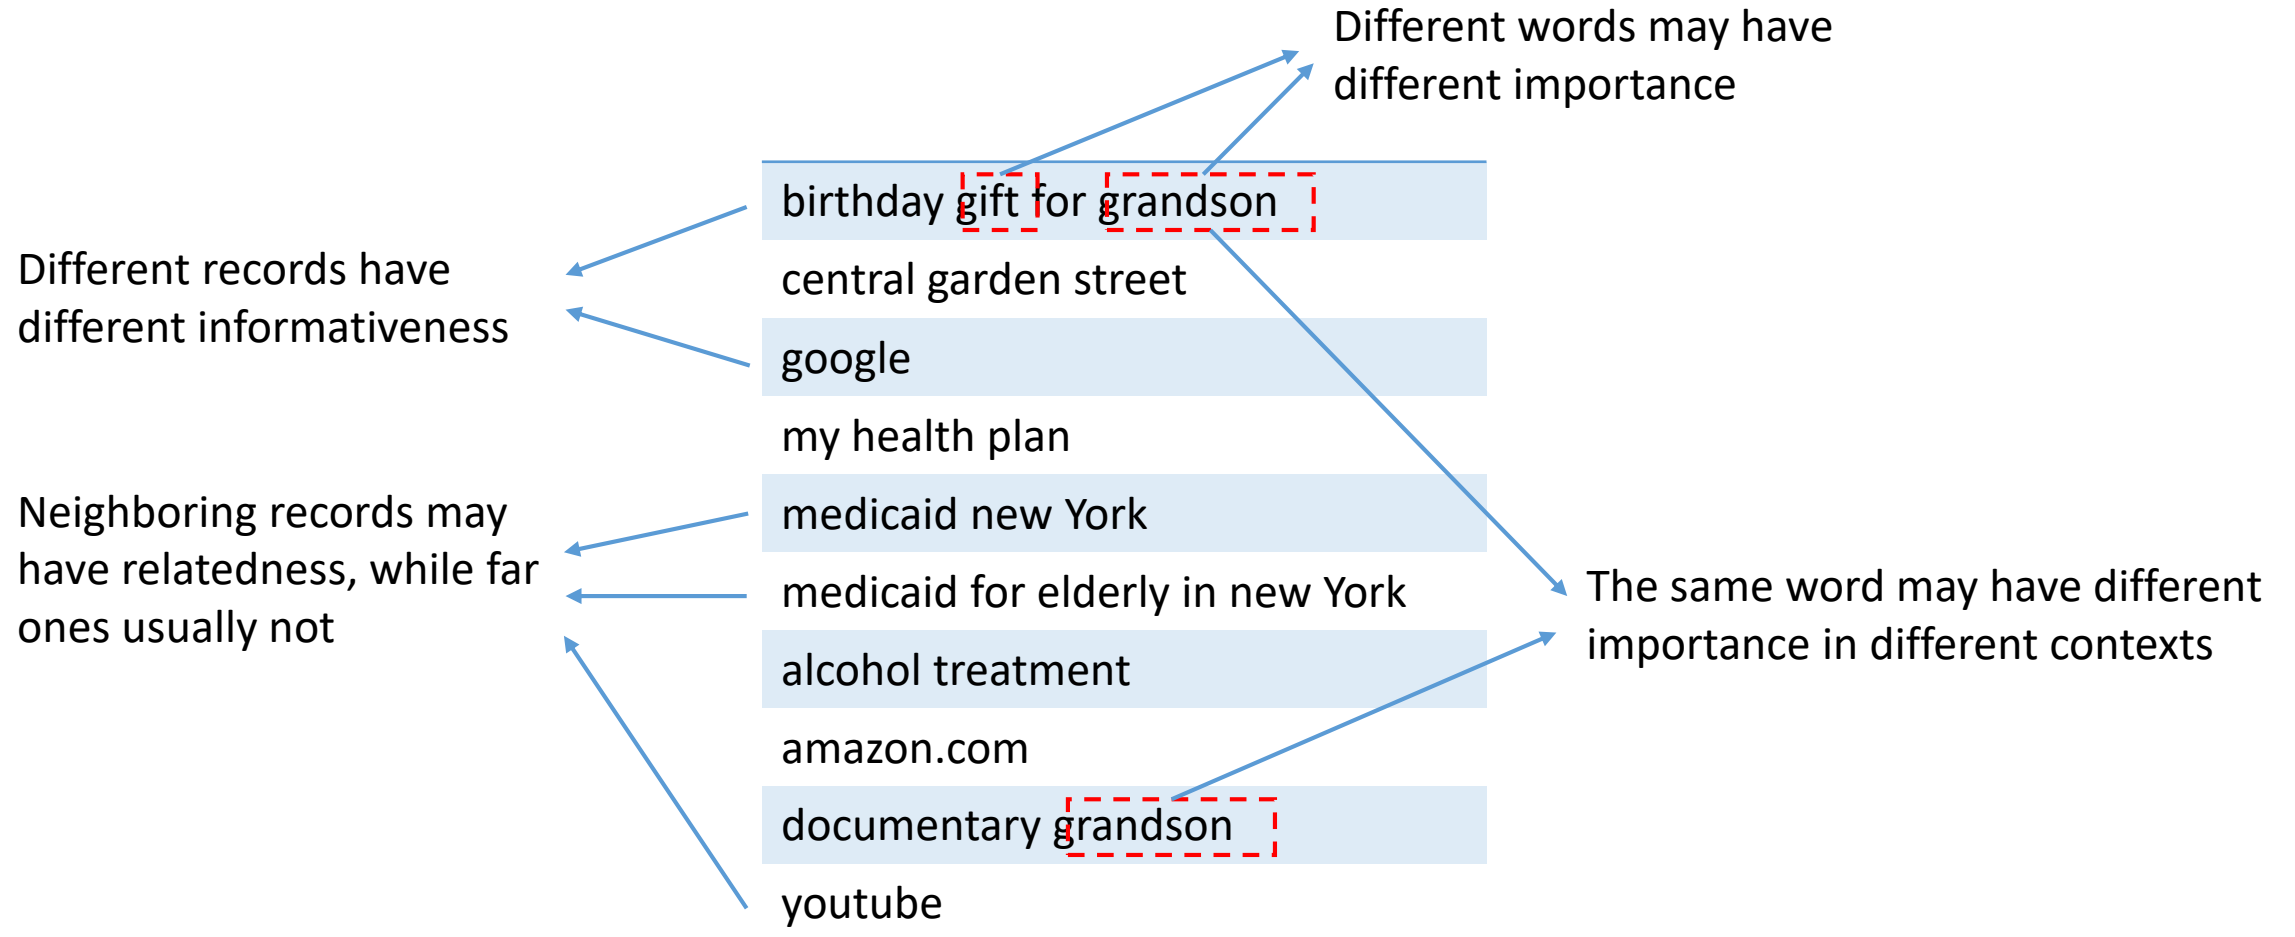 Different words may have
different importance
birthday gift for grandson
central garden street
google
my health plan
medicaid new York
medicaid for elderly in new York
alcohol treatment
amazon.com
documentary grandson
youtube
Different records have
different informativeness
Neighboring records may
have relatedness, while far
ones usually not
The same word may have different
importance in different contexts